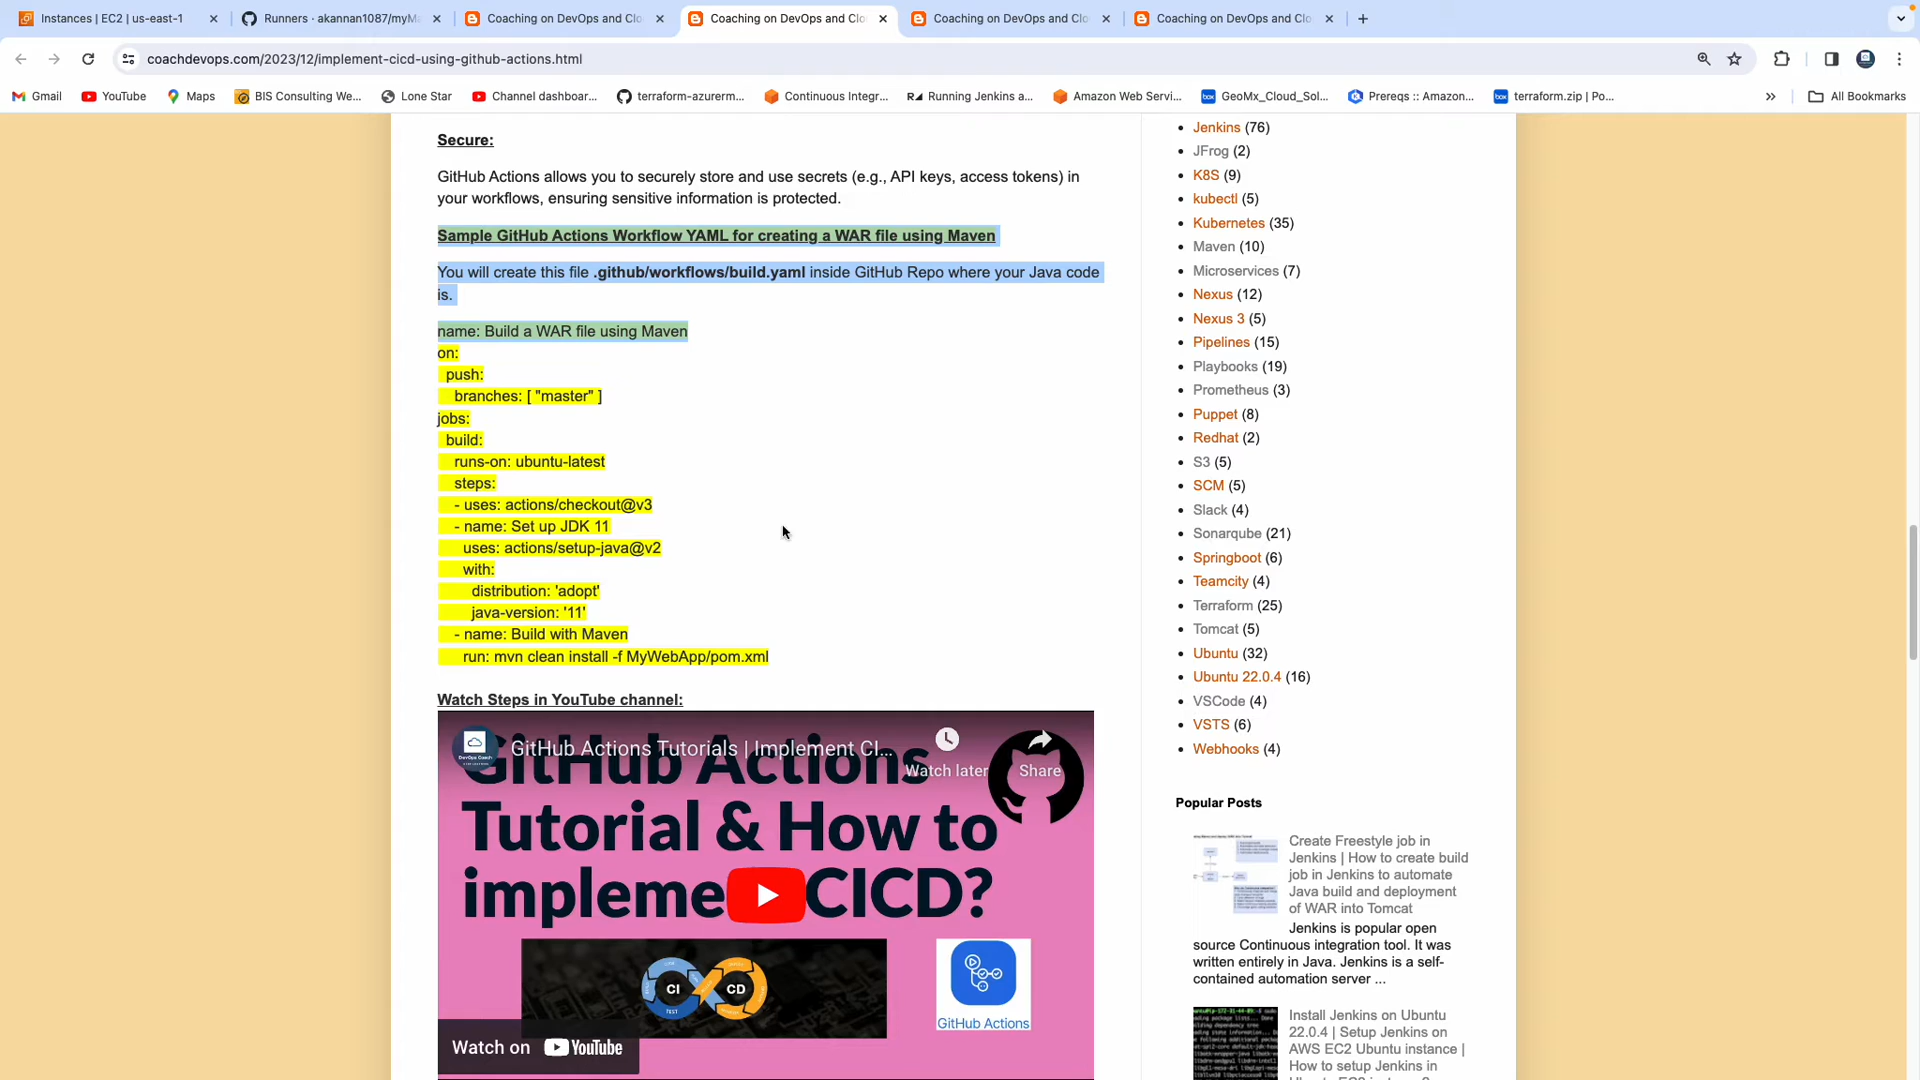 Instances | EC2 | us-east-1
Runners · akannan1087/myMa
Coaching on DevOps and Clo
Coaching on DevOps and Clo
Coaching on DevOps and Clo
Coaching on DevOps and Clo
coachdevops.com/2023/12/implement-cicd-using-github-actions.html
Gmail
YouTube
Maps
BIS Consulting We...
Lone Star
Channel dashboar...
terraform-azurerm...
Continuous Integr...
Running Jenkins a...
Amazon Web Servi...
GeoMx_Cloud_Sol...
Prereqs :: Amazon...
terraform.zip | Po...
All Bookmarks
Secure:
GitHub Actions allows you to securely store and use secrets (e.g., API keys, access tokens) in
your workflows, ensuring sensitive information is protected.
Sample GitHub Actions Workflow YAML for creating a WAR file using Maven
You will create this file .github/workflows/build.yaml inside GitHub Repo where your Java code
is.
name: Build a WAR file using Maven
on:
push:
branches: [ "master" ]
jobs:
build:
runs-on: ubuntu-latest
steps:
- uses: actions/checkout@v3
- name: Set up JDK 11
uses: actions/setup-java@v2
with:
distribution: 'adopt'
java-version: '11'
- name: Build with Maven
run: mvn clean install -f MyWebApp/pom.xml
Watch Steps in YouTube channel:
GitHub Actions Tutorials | Implement CI...
Watch later
Share
GitHub Actions
Tutorial & How to
impleme CICD?
CI CD
GitHub Actions
Watch on YouTube
Jenkins (76)
JFrog (2)
K8S (9)
kubectl (5)
Kubernetes (35)
Maven (10)
Microservices (7)
Nexus (12)
Nexus 3 (5)
Pipelines (15)
Playbooks (19)
Prometheus (3)
Puppet (8)
Redhat (2)
S3 (5)
SCM (5)
Slack (4)
Sonarqube (21)
Springboot (6)
Teamcity (4)
Terraform (25)
Tomcat (5)
Ubuntu (32)
Ubuntu 22.0.4 (16)
VSCode (4)
VSTS (6)
Webhooks (4)
Popular Posts
Create Freestyle job in
Jenkins | How to create build
job in Jenkins to automate
Java build and deployment
of WAR into Tomcat
Jenkins is popular open
source Continuous integration tool. It was
written entirely in Java. Jenkins is a self-
contained automation server ...
Install Jenkins on Ubuntu
22.0.4 | Setup Jenkins on
AWS EC2 Ubuntu instance |
How to setup Jenkins in